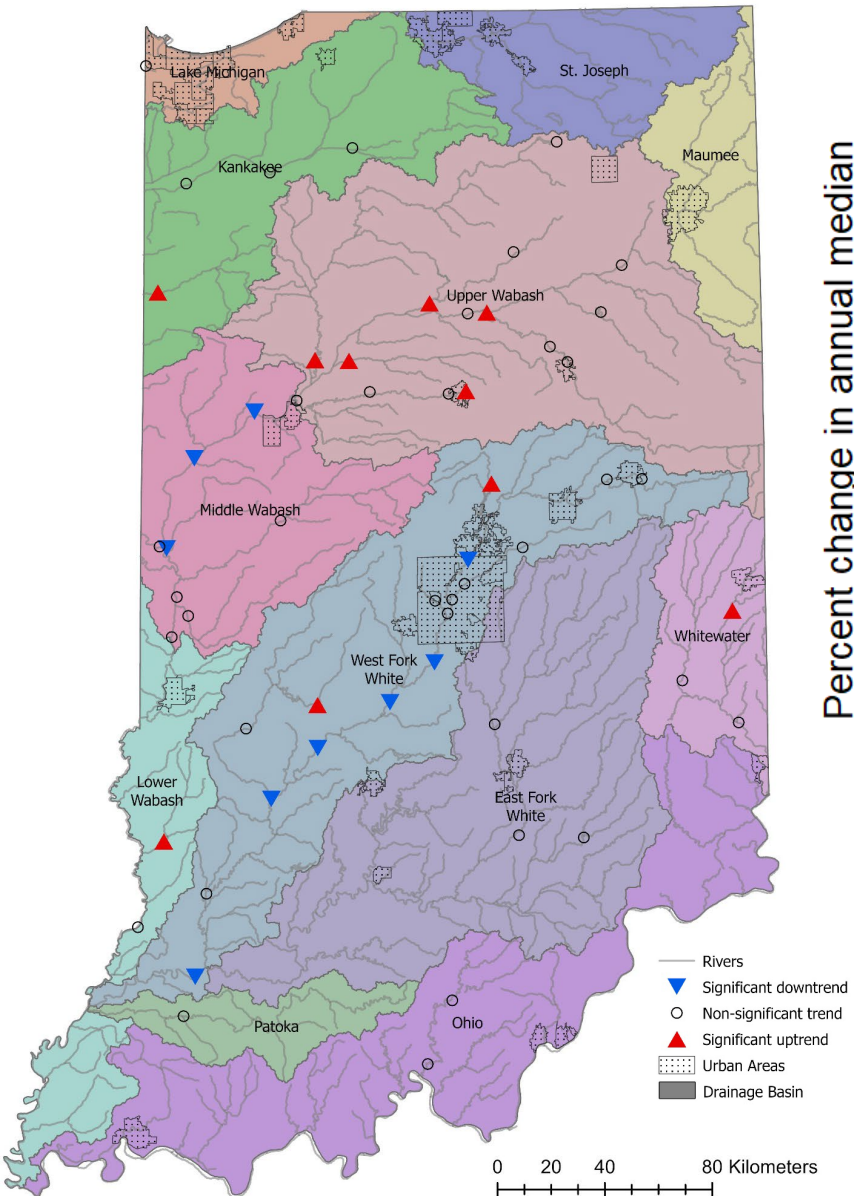 Lake Michigan
St. Joseph
Kankakee
Maumee
Upper Wabash
Middle Wabash
Whitewater
West Fork
White
Lower
Wabash
East Fork
White
Patoka
Ohio
Rivers
Significant downtrend
Non-significant trend
Significant uptrend
Urban Areas
Drainage Basin
0 20 40 80 Kilometers
Percent change in annual median